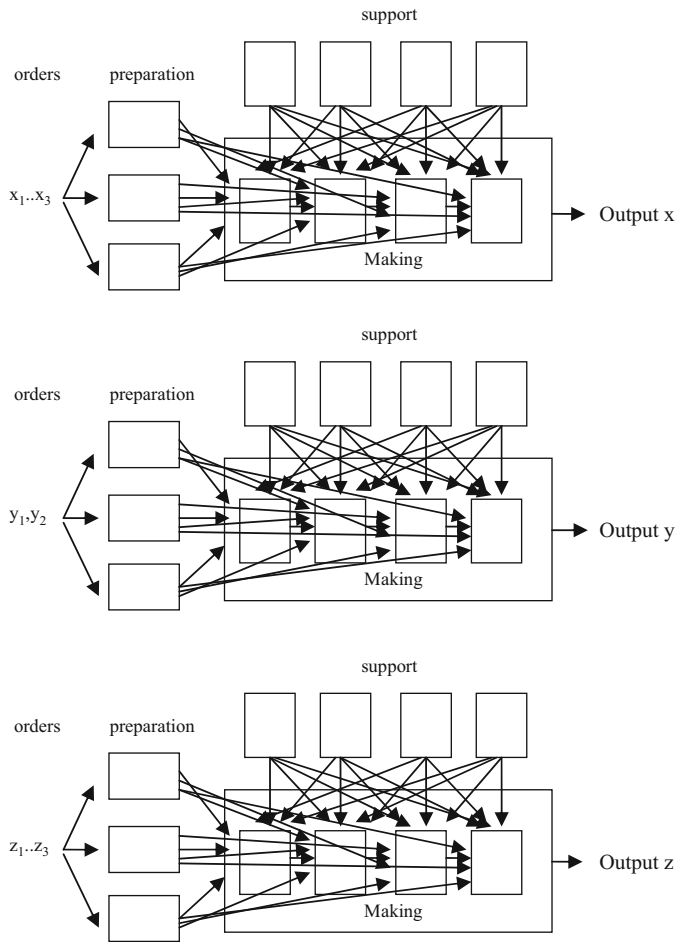 support
orders preparation
x₁..x₃
Output x
Making
support
orders preparation
y₁,y₂
Output y
Making
support
orders preparation
z₁..z₃
Output z
Making